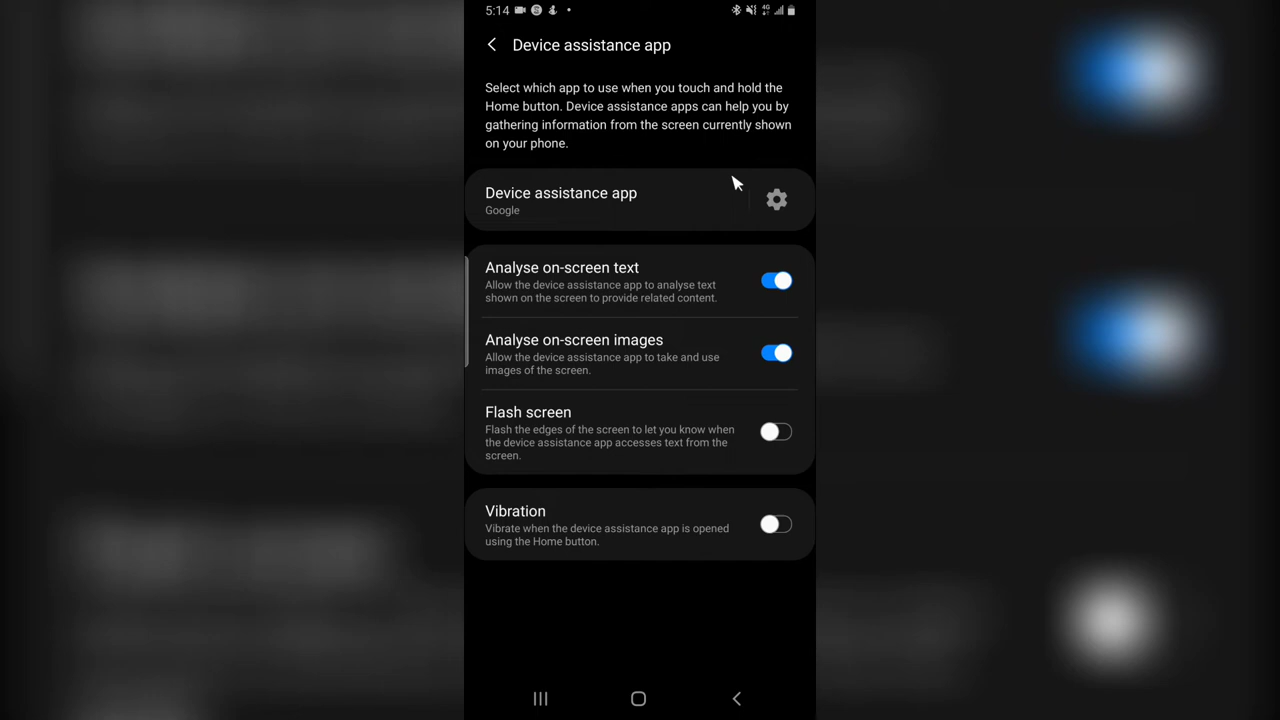 5:14
4G
Device assistance app
Select which app to use when you touch and hold the
Home button. Device assistance apps can help you by
gathering information from the screen currently shown
on your phone.
Device assistance app
Google
Analyse on-screen text
Allow the device assistance app to analyse text
shown on the screen to provide related content.
Analyse on-screen images
Allow the device assistance app to take and use
images of the screen.
Flash screen
Flash the edges of the screen to let you know when
the device assistance app accesses text from the
screen.
Vibration
Vibrate when the device assistance app is opened
using the Home button.